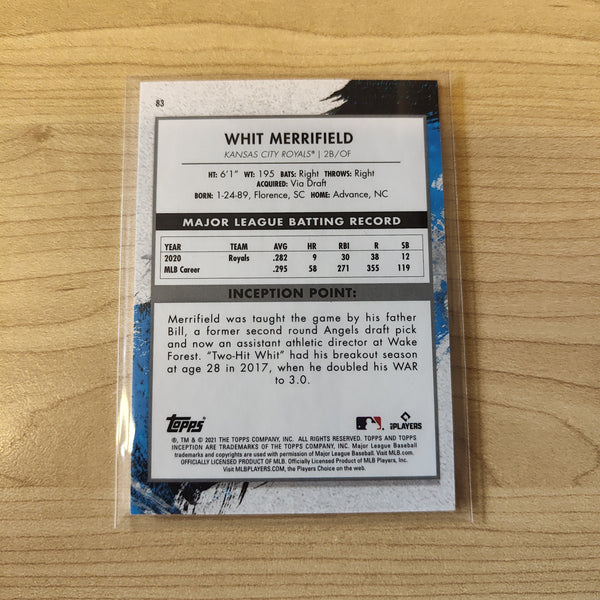 83
WHIT MERRIFIELD
KANSAS CITY ROYALS® | 2B/OF
HT: 6'1" WT: 195 BATS: Right THROWS: Right
ACQUIRED: Via Draft
BORN: 1-24-89, Florence, SC HOME: Advance, NC
MAJOR LEAGUE BATTING RECORD
YEAR TEAM AVG HR RBI R SB
2020 Royals .282 9 30 38 12
MLB Career .295 58 271 355 119
INCEPTION POINT:
Merrifield was taught the game by his father
Bill, a former second round Angels draft pick
and now an assistant athletic director at Wake
Forest. "Two-Hit Whit" had his breakout season
at age 28 in 2017, when he doubled his WAR
to 3.0.
Topps
PLAYERS
®, TM & © 2021 THE TOPPS COMPANY, INC. ALL RIGHTS RESERVED. TOPPS AND TOPPS
INCEPTION ARE TRADEMARKS OF THE TOPPS COMPANY, INC. Major League Baseball
trademarks and copyrights are used with permission of Major League Baseball. Visit MLB.com.
OFFICIALLY LICENSED PRODUCT OF MLB. Officially Licensed Product of MLB Players, Inc.
Visit MLBPLAYERS.COM, the Players Choice on the web.